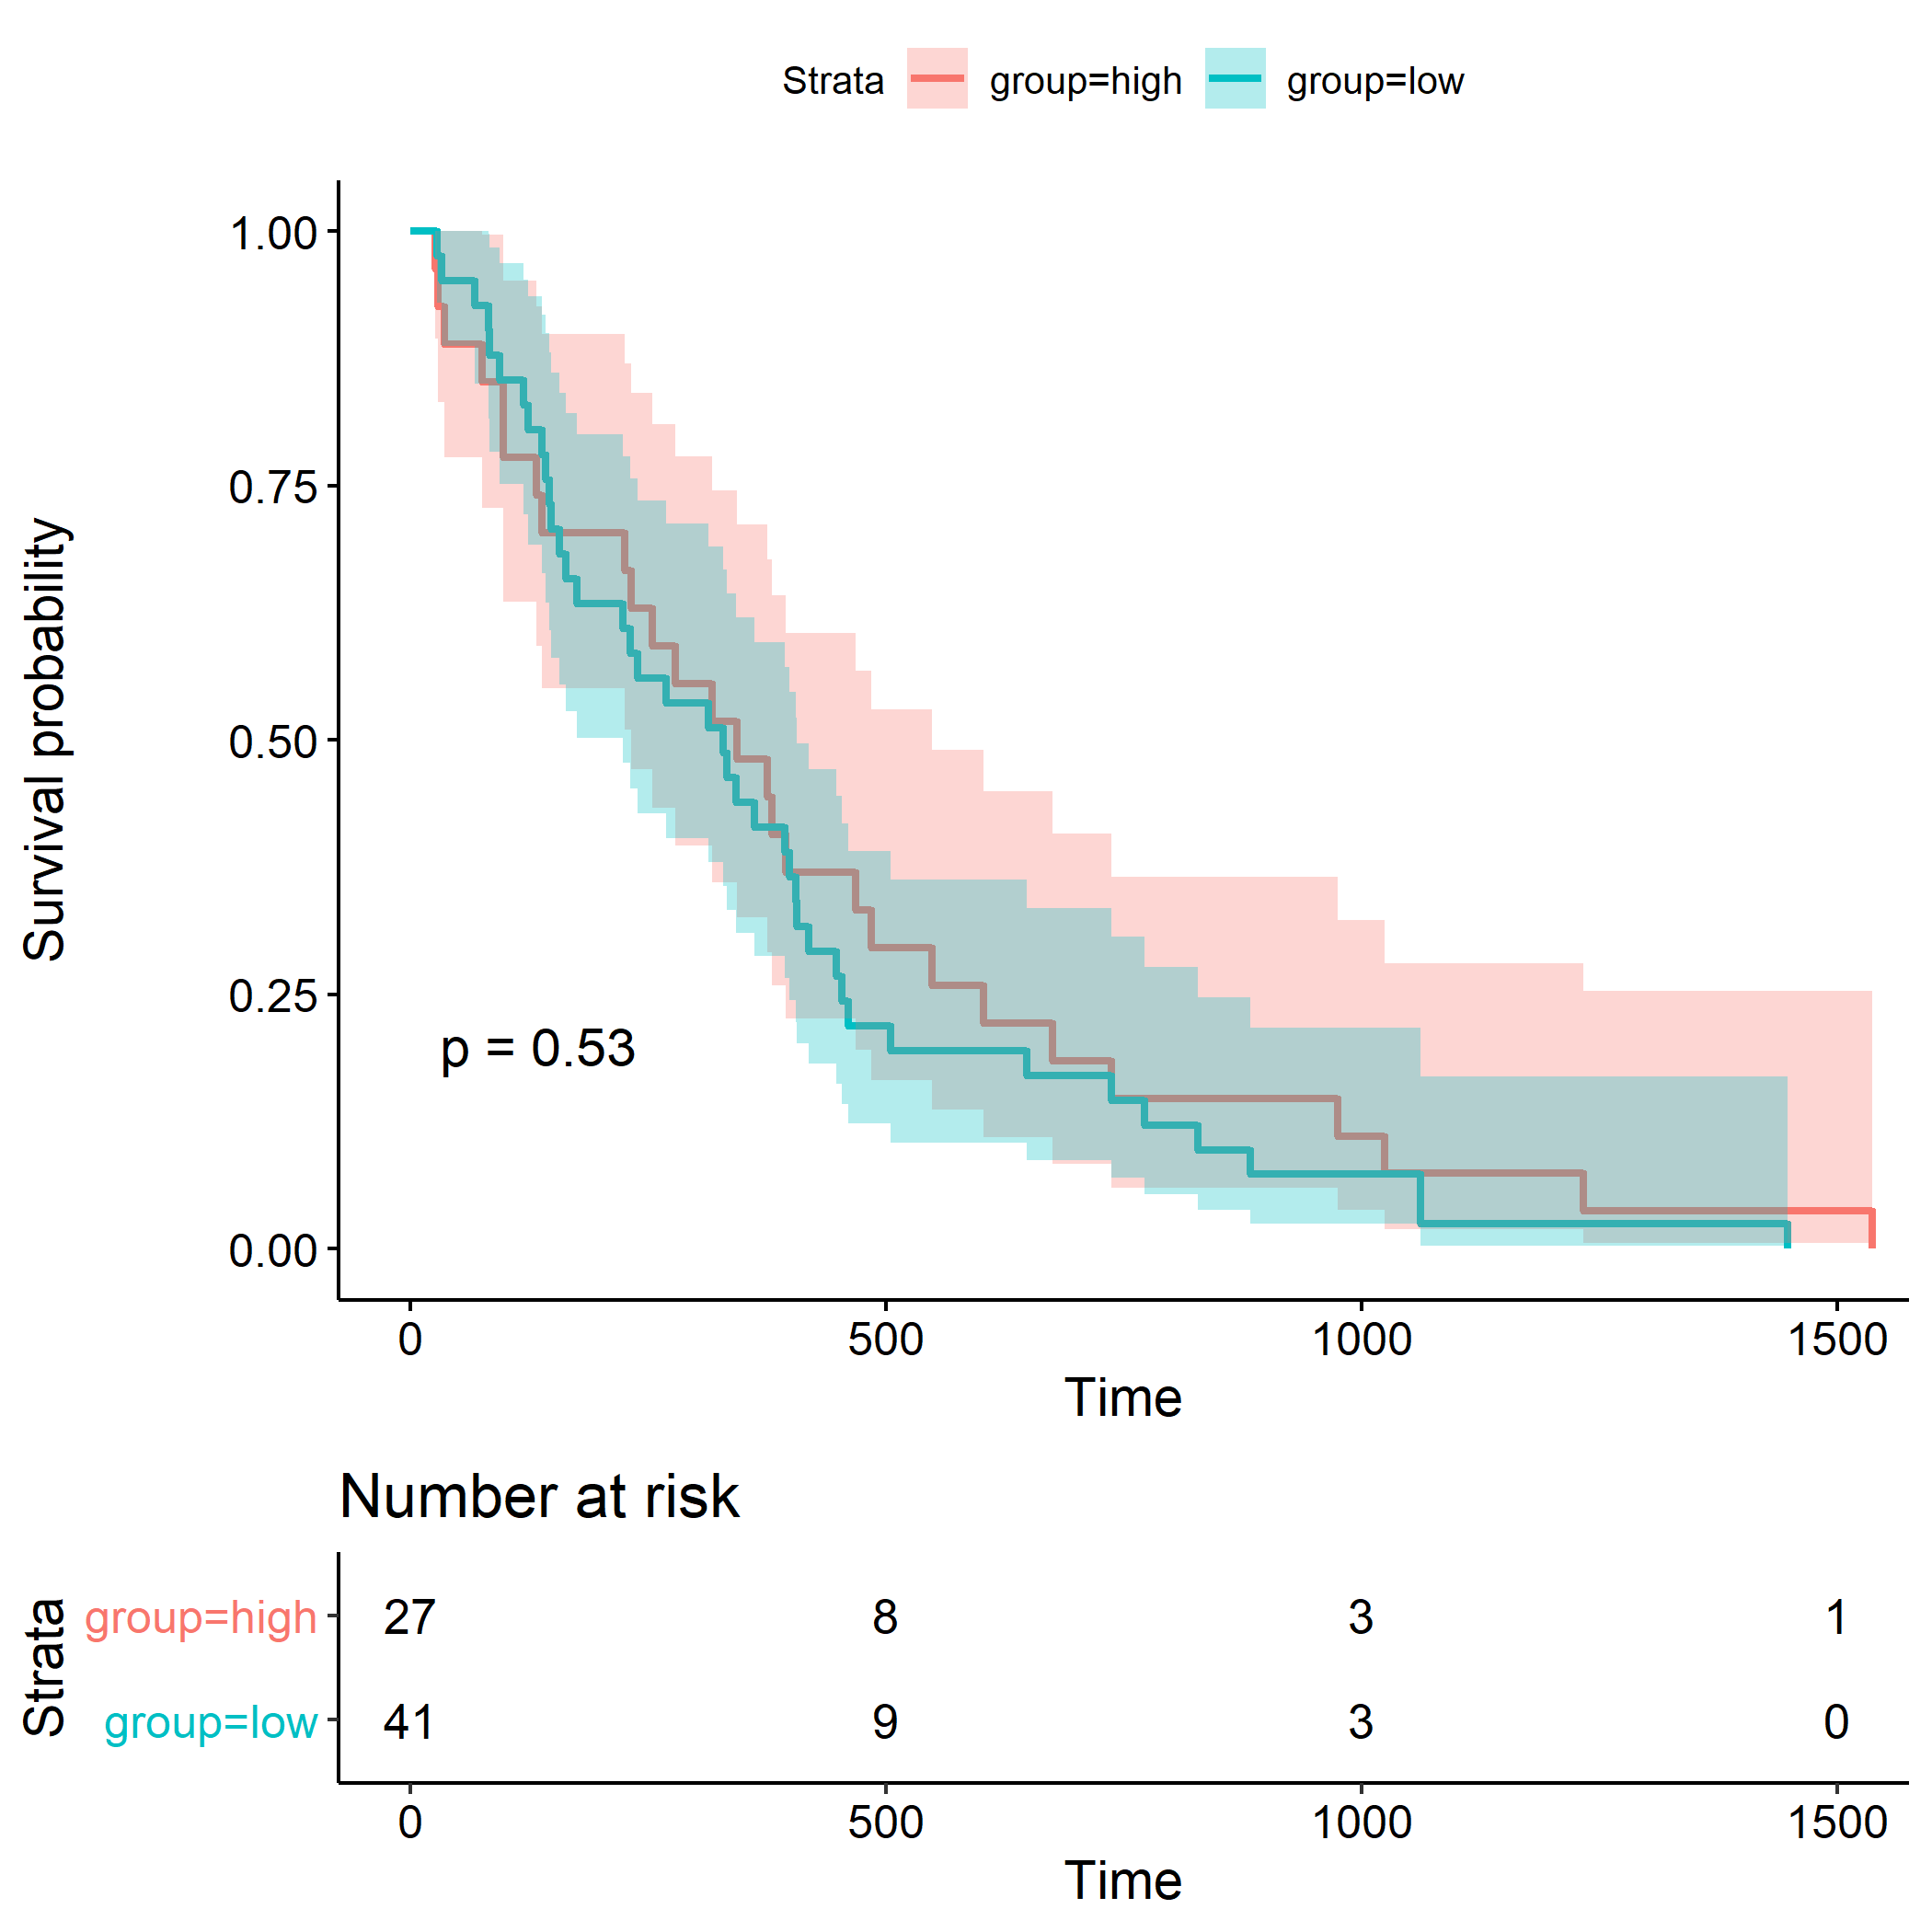 Strata group=high group=low
1.00
0.75
0.50
0.25
0.00
Survival probability
p = 0.53
0 500 1000 1500
Time
Number at risk
Strata
group=high 27 8 3 1
group=low 41 9 3 0
0 500 1000 1500
Time